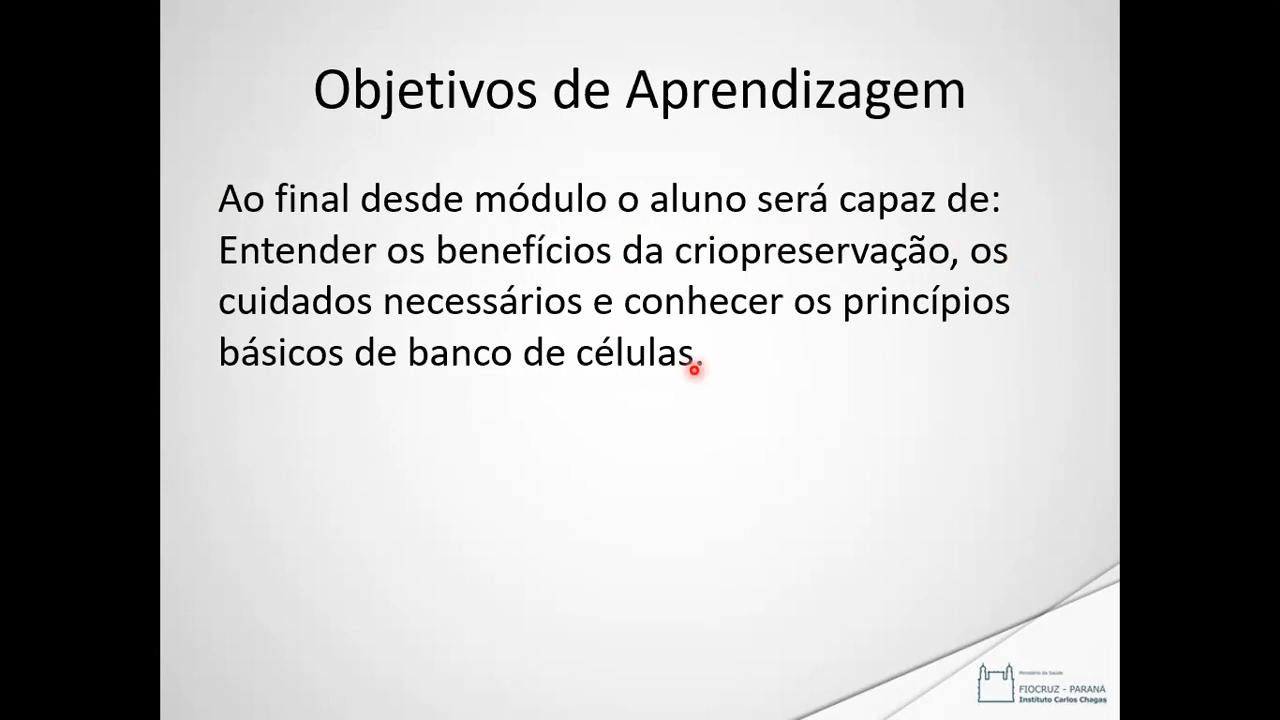 Objetivos de Aprendizagem
Ao final desde módulo o aluno será capaz de:
Entender os benefícios da criopreservação, os
cuidados necessários e conhecer os princípios
básicos de banco de células.
Ministério da Saúde
FIOCRUZ - PARANÁ
Instituto Carlos Chagas